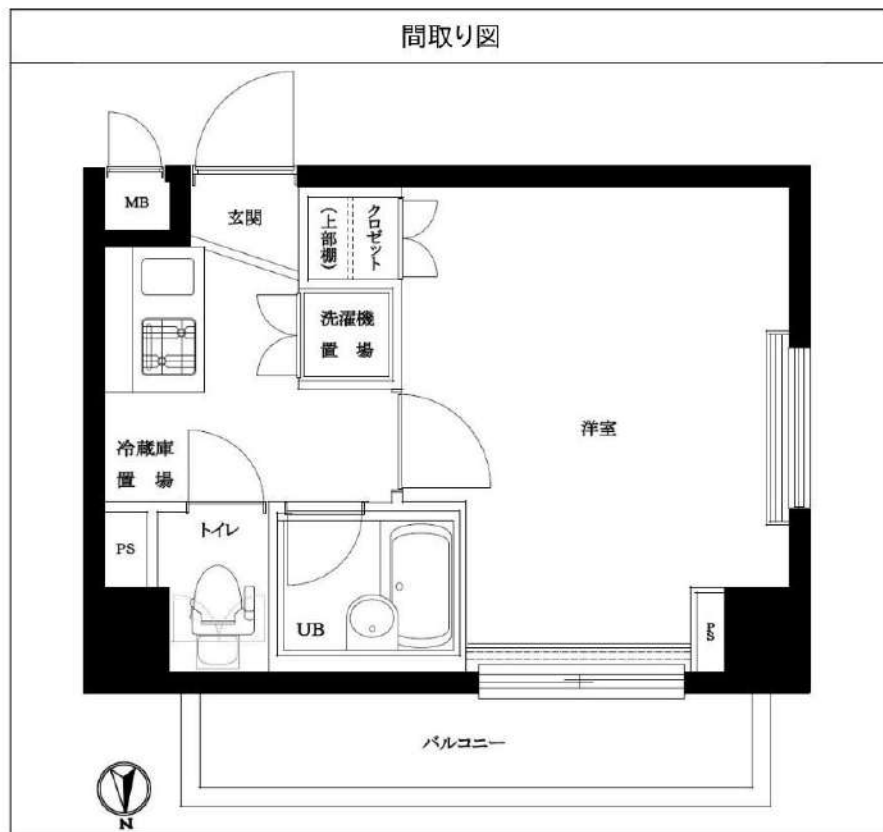 間取り図
MB
玄関
クロゼット
(上部棚)
洗濯機
置 場
洋室
冷蔵庫
置 場
トイレ
PS
UB
PS
バルコニー
N